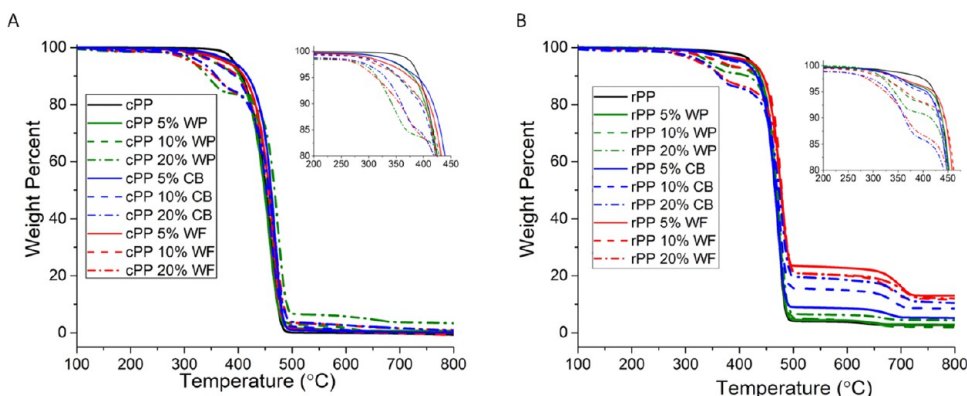 A
Weight Percent
100
80
60
40
20
0
cPP
cPP 5% WP
cPP 10% WP
cPP 20% WP
cPP 5% CB
cPP 10% CB
cPP 20% CB
cPP 5% WF
cPP 10% WF
cPP 20% WF
100
95
90
85
80
200 250 300 350 400 450
100 200 300 400 500 600 700 800
Temperature (°C)
B
Weight Percent
100
80
60
40
20
0
rPP
rPP 5% WP
rPP 10% WP
rPP 20% WP
rPP 5% CB
rPP 10% CB
rPP 20% CB
rPP 5% WF
rPP 10% WF
rPP 20% WF
100
95
90
85
80
200 250 300 350 400 450
100 200 300 400 500 600 700 800
Temperature (°C)